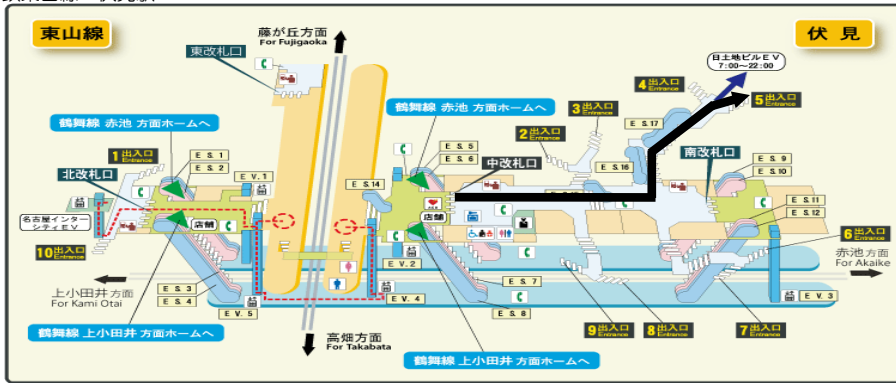 東山線
伏見
藤が丘方面
For Fujigaoka
東改札口
日土地ビルEV
7:00~22:00
4出入口
Entrance
5出入口
Entrance
3出入口
Entrance
2出入口
Entrance
鶴舞線 赤池 方面ホームへ
鶴舞線 赤池 方面ホームへ
E S.17
1出入口
Entrance
北改札口
E S. 1
E S. 2
E V. 1
E S. 5
E S. 6
中改札口
E S.16
南改札口
E S. 9
E S.10
E S.14
E S.11
E S.12
名古屋インター
シティEV
店舗
店舗
10出入口
Entrance
6出入口
Entrance
E V. 2
赤池方面
For Akaike
上小田井方面
For Kami Otai
E S. 3
E S. 4
E S. 7
E V. 5
E V. 4
E S. 8
E V. 3
鶴舞線 上小田井 方面ホームへ
高畑方面
For Takabata
9出入口
Entrance
8出入口
Entrance
7出入口
Entrance
鶴舞線 上小田井 方面ホームへ